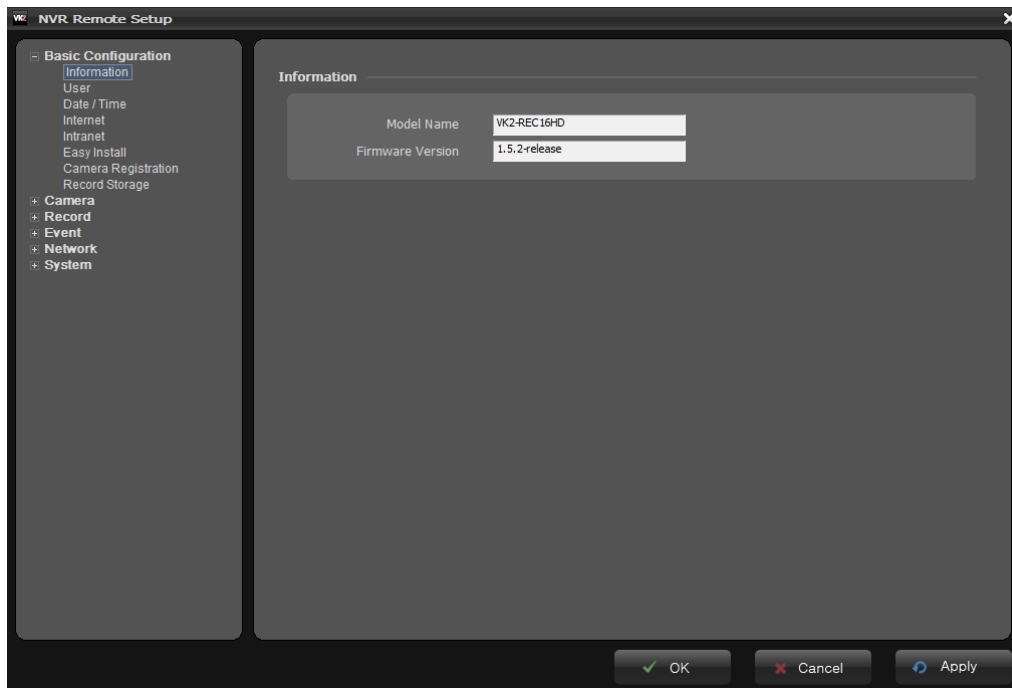 VK2 NVR Remote Setup
Basic Configuration
Information
User
Date / Time
Internet
Intranet
Easy Install
Camera Registration
Record Storage
Camera
Record
Event
Network
System
Information
Model Name VK2-REC16HD
Firmware Version 1.5.2-release
OK Cancel Apply